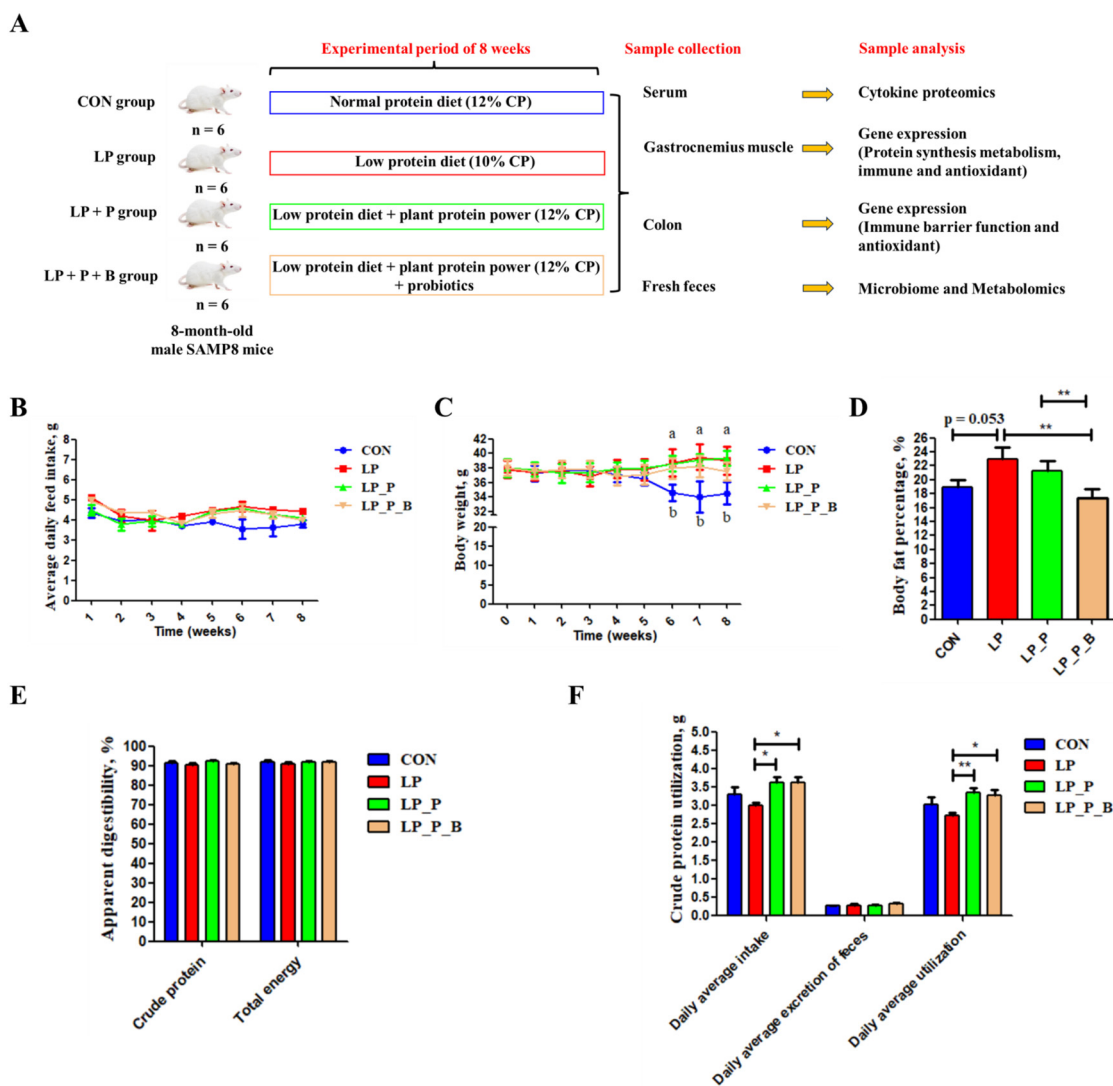 A
Experimental period of 8 weeks
Sample collection
Sample analysis
CON group
n = 6
Normal protein diet (12% CP)
Serum
Cytokine proteomics
LP group
n = 6
Low protein diet (10% CP)
Gastrocnemius muscle
Gene expression
(Protein synthesis metabolism,
immune and antioxidant)
LP + P group
n = 6
Low protein diet + plant protein power (12% CP)
Colon
Gene expression
(Immune barrier function and
antioxidant)
LP + P + B group
n = 6
Low protein diet + plant protein power (12% CP)
+ probiotics
Fresh feces
Microbiome and Metabolomics
8-month-old
male SAMP8 mice
B
Average daily feed intake, g
8
7
6
5
4
3
2
1
0
1 2 3 4 5 6 7 8
Time (weeks)
CON
LP
LP_P
LP_P_B
C
Body weight, g
42
40
38
36
34
20
15
10
5
0
a a a
b b b
0 1 2 3 4 5 6 7 8
Time (weeks)
CON
LP
LP_P
LP_P_B
D
Body fat percentage, %
26
24
22
20
18
16
14
12
10
8
6
4
2
0
p = 0.053
**
**
CON
LP
LP_P
LP_P_B
E
Apparent digestibility, %
100
90
80
70
60
50
40
30
20
10
0
Crude protein
Total energy
CON
LP
LP_P
LP_P_B
F
Crude protein utilization, g
5.0
4.5
4.0
3.5
3.0
2.5
2.0
1.5
1.0
0.5
0.0
*
*
*
**
Daily average intake
Daily average excretion of feces
Daily average utilization
CON
LP
LP_P
LP_P_B